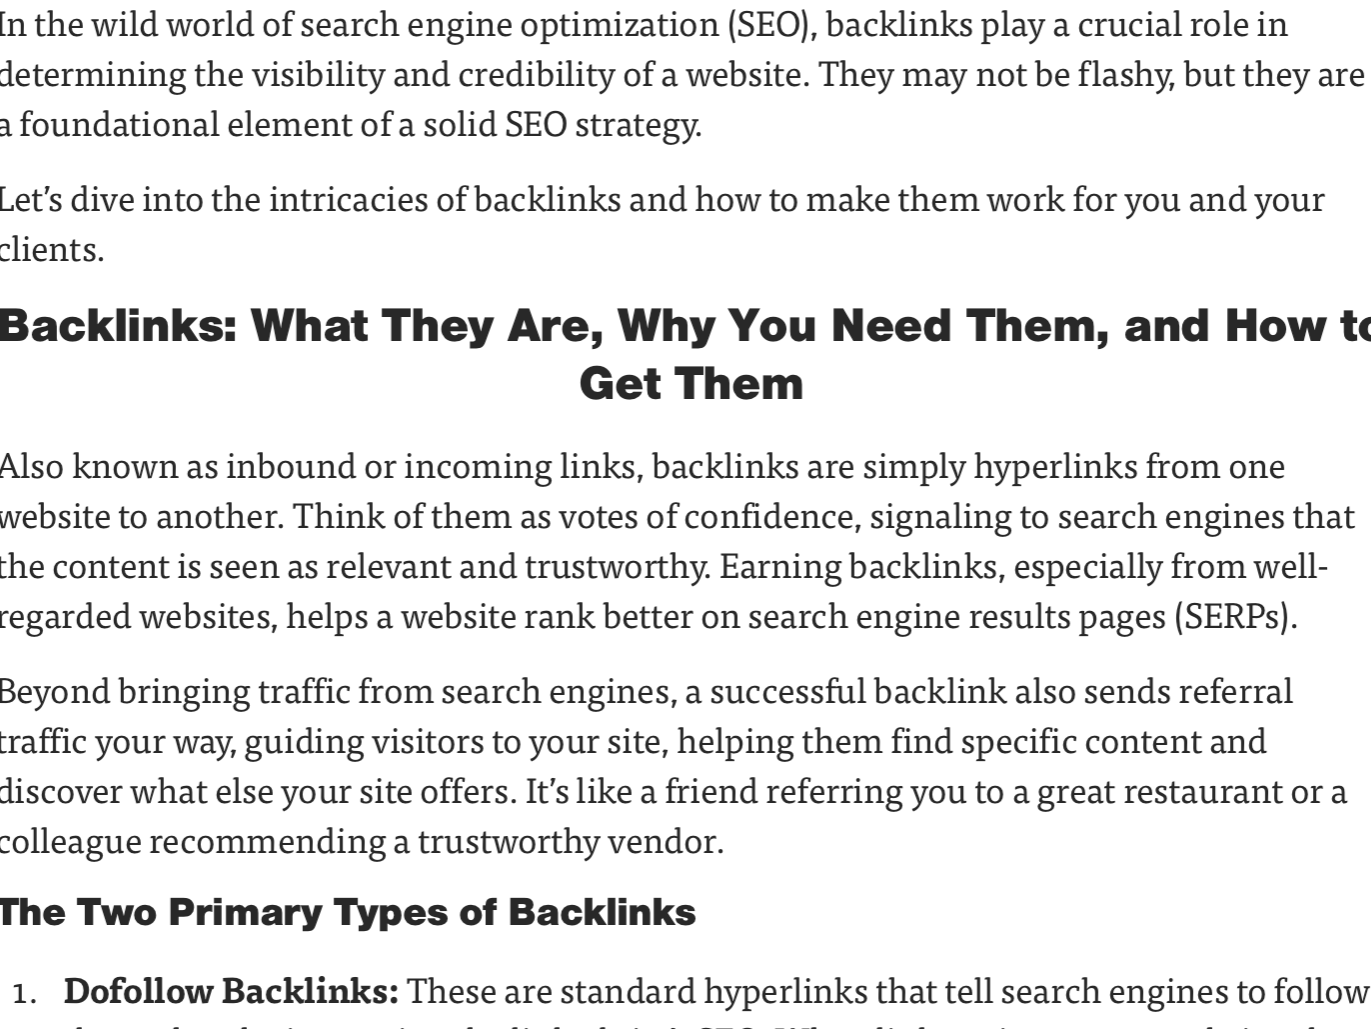 In the wild world of search engine optimization (SEO), backlinks play a crucial role in
determining the visibility and credibility of a website. They may not be flashy, but they are
a foundational element of a solid SEO strategy.
Let’s dive into the intricacies of backlinks and how to make them work for you and your
clients.
Backlinks: What They Are, Why You Need Them, and How to
Get Them
Also known as inbound or incoming links, backlinks are simply hyperlinks from one
website to another. Think of them as votes of confidence, signaling to search engines that
the content is seen as relevant and trustworthy. Earning backlinks, especially from well-
regarded websites, helps a website rank better on search engine results pages (SERPs).
Beyond bringing traffic from search engines, a successful backlink also sends referral
traffic your way, guiding visitors to your site, helping them find specific content and
discover what else your site offers. It’s like a friend referring you to a great restaurant or a
colleague recommending a trustworthy vendor.
The Two Primary Types of Backlinks
1. Dofollow Backlinks: These are standard hyperlinks that tell search engines to follow